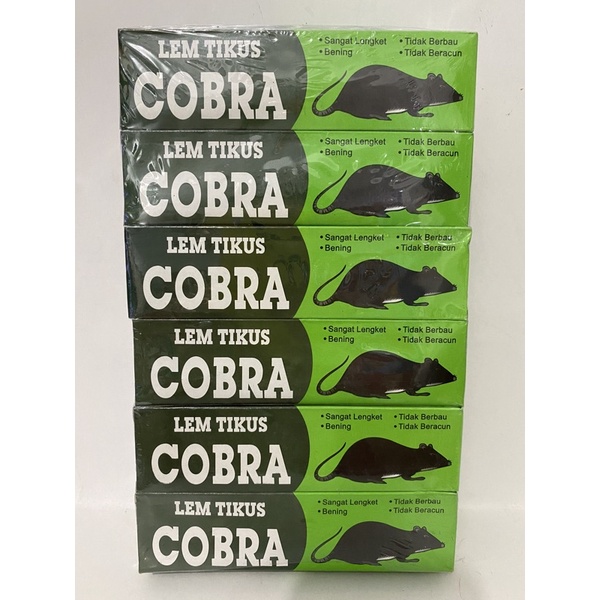 LEM TIKUS
COBRA
• Sangat Lengket • Tidak Berbau
• Bening • Tidak Beracun
LEM TIKUS
COBRA
• Sangat Lengket • Tidak Berbau
• Bening • Tidak Beracun
LEM TIKUS
COBRA
• Sangat Lengket • Tidak Berbau
• Bening • Tidak Beracun
LEM TIKUS
COBRA
• Sangat Lengket • Tidak Berbau
• Bening • Tidak Beracun
LEM TIKUS
COBRA
• Sangat Lengket • Tidak Berbau
• Bening • Tidak Beracun
LEM TIKUS
COBRA
• Sangat Lengket • Tidak Berbau
• Bening • Tidak Beracun